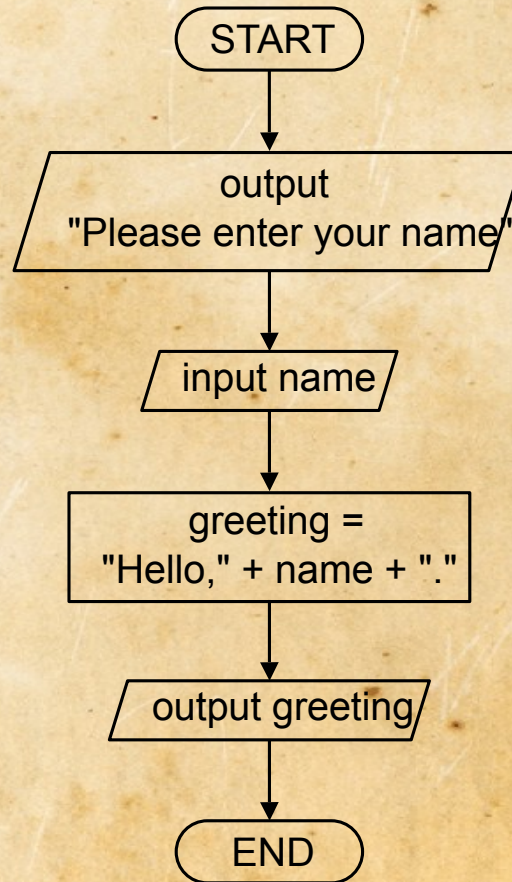 START
output
"Please enter your name"
input name
greeting =
"Hello," + name + "."
output greeting
END